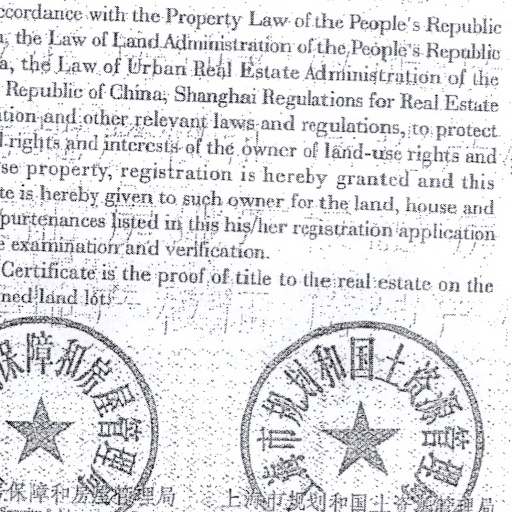 ccordance with the Property Law of the People's Republic
, the Law of Land Administration of the People's Republic
a, the Law of Urban Real Estate Administration of the
Republic of China, Shanghai Regulations for Real Estate
tion and other relevant laws and regulations, to protect
l rights and interests of the owner of land-use rights and
se property, registration is hereby granted and this
te is hereby given to such owner for the land, house and
purtenances listed in this his/her registration application
e examination and verification.
Certificate is the proof of title to the real estate on the
ned land lot.
保障和房屋管理局
市规划和国土资源管理局
保障和房屋管理局
上海市规划和国土资源管理局